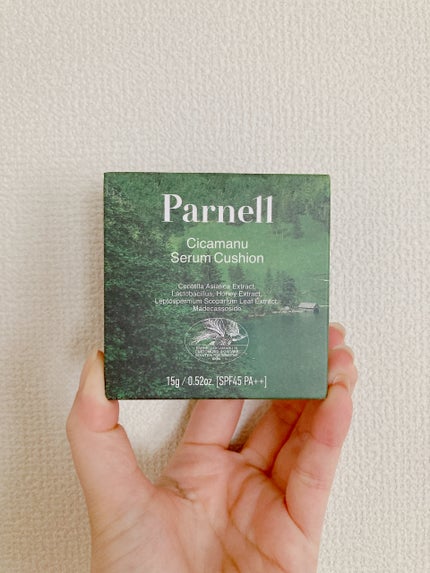 Parnell
Cicamanu
Serum Cushion
Centella Asiatica Extract,
Lactobacillus, Honey Extract,
Leptospermum Scoparium Leaf Extract,
Madecassoside
15g / 0.52oz. [SPF45 PA++]